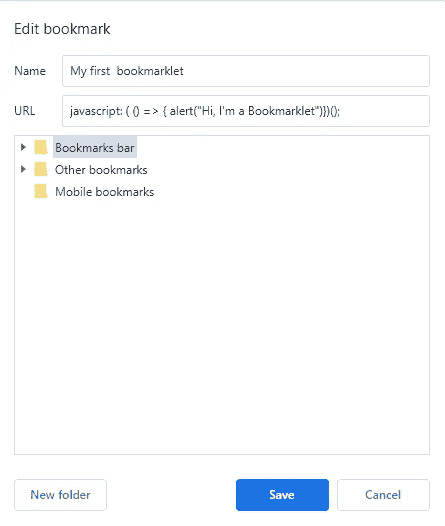 Edit bookmark
Name My first  bookmarklet
URL javascript: ( () => { alert("Hi, I'm a Bookmarklet")})();
Bookmarks bar
Other bookmarks
Mobile bookmarks
New folder Save Cancel